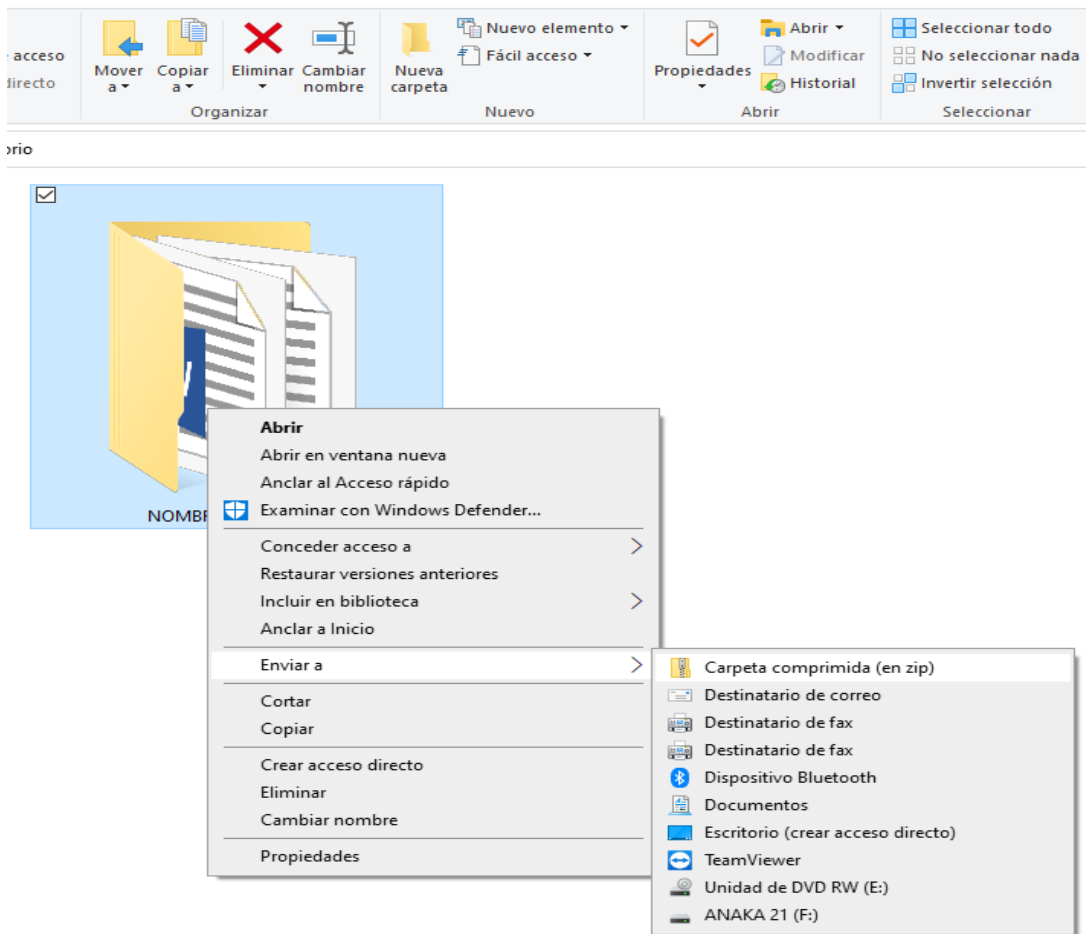 acceso
directo
Mover
a
Copiar
a
Eliminar
Cambiar
nombre
Organizar
Nueva
carpeta
Nuevo elemento
Fácil acceso
Nuevo
Propiedades
Abrir
Modificar
Historial
Abrir
Seleccionar todo
No seleccionar nada
Invertir selección
Seleccionar
Abrir
Abrir en ventana nueva
Anclar al Acceso rápido
Examinar con Windows Defender...
Conceder acceso a
Restaurar versiones anteriores
Incluir en biblioteca
Anclar a Inicio
Enviar a
Cortar
Copiar
Crear acceso directo
Eliminar
Cambiar nombre
Propiedades
Carpeta comprimida (en zip)
Destinatario de correo
Destinatario de fax
Destinatario de fax
Dispositivo Bluetooth
Documentos
Escritorio (crear acceso directo)
TeamViewer
Unidad de DVD RW (E:)
ANAKA 21 (F:)